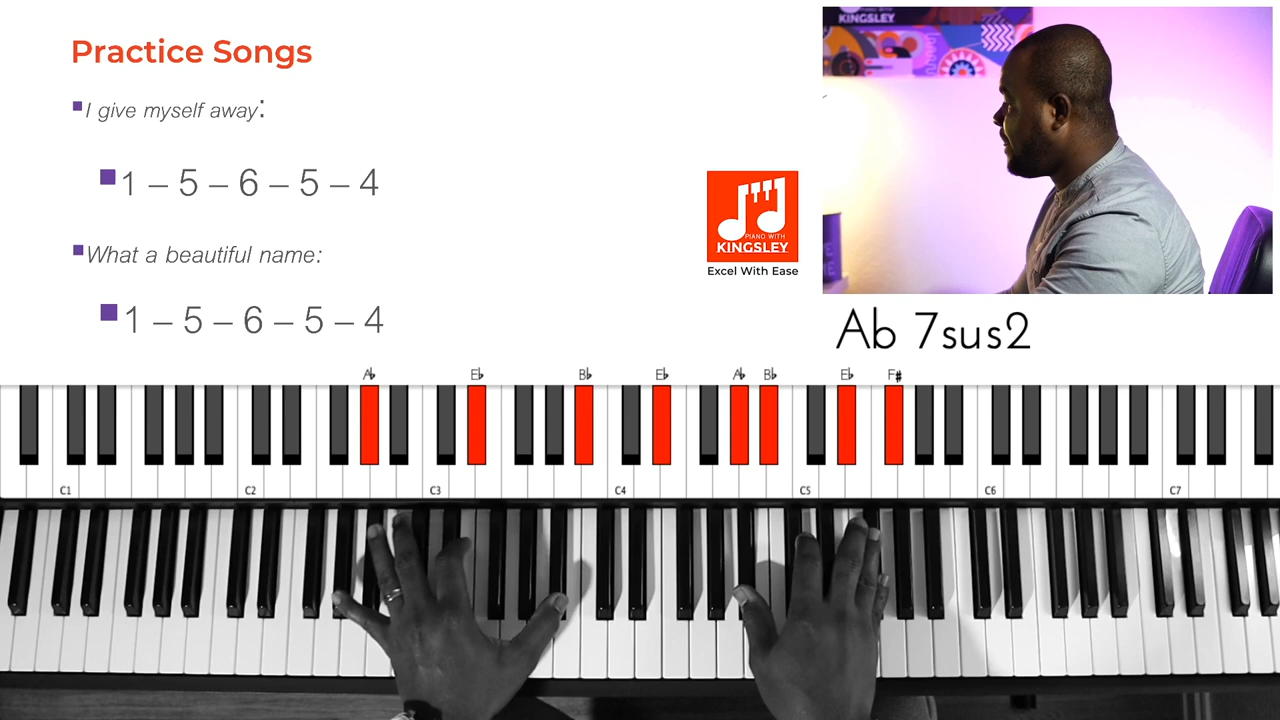 Practice Songs
I give myself away:
1 – 5 – 6 – 5 – 4
What a beautiful name:
1 – 5 – 6 – 5 – 4
KINGSLEY
PIANO WITH
KINGSLEY
Excel With Ease
Ab 7sus2
A♭ E♭ B♭ E♭ A♭ B♭ E♭ F#
C1 C2 C3 C4 C5 C6 C7